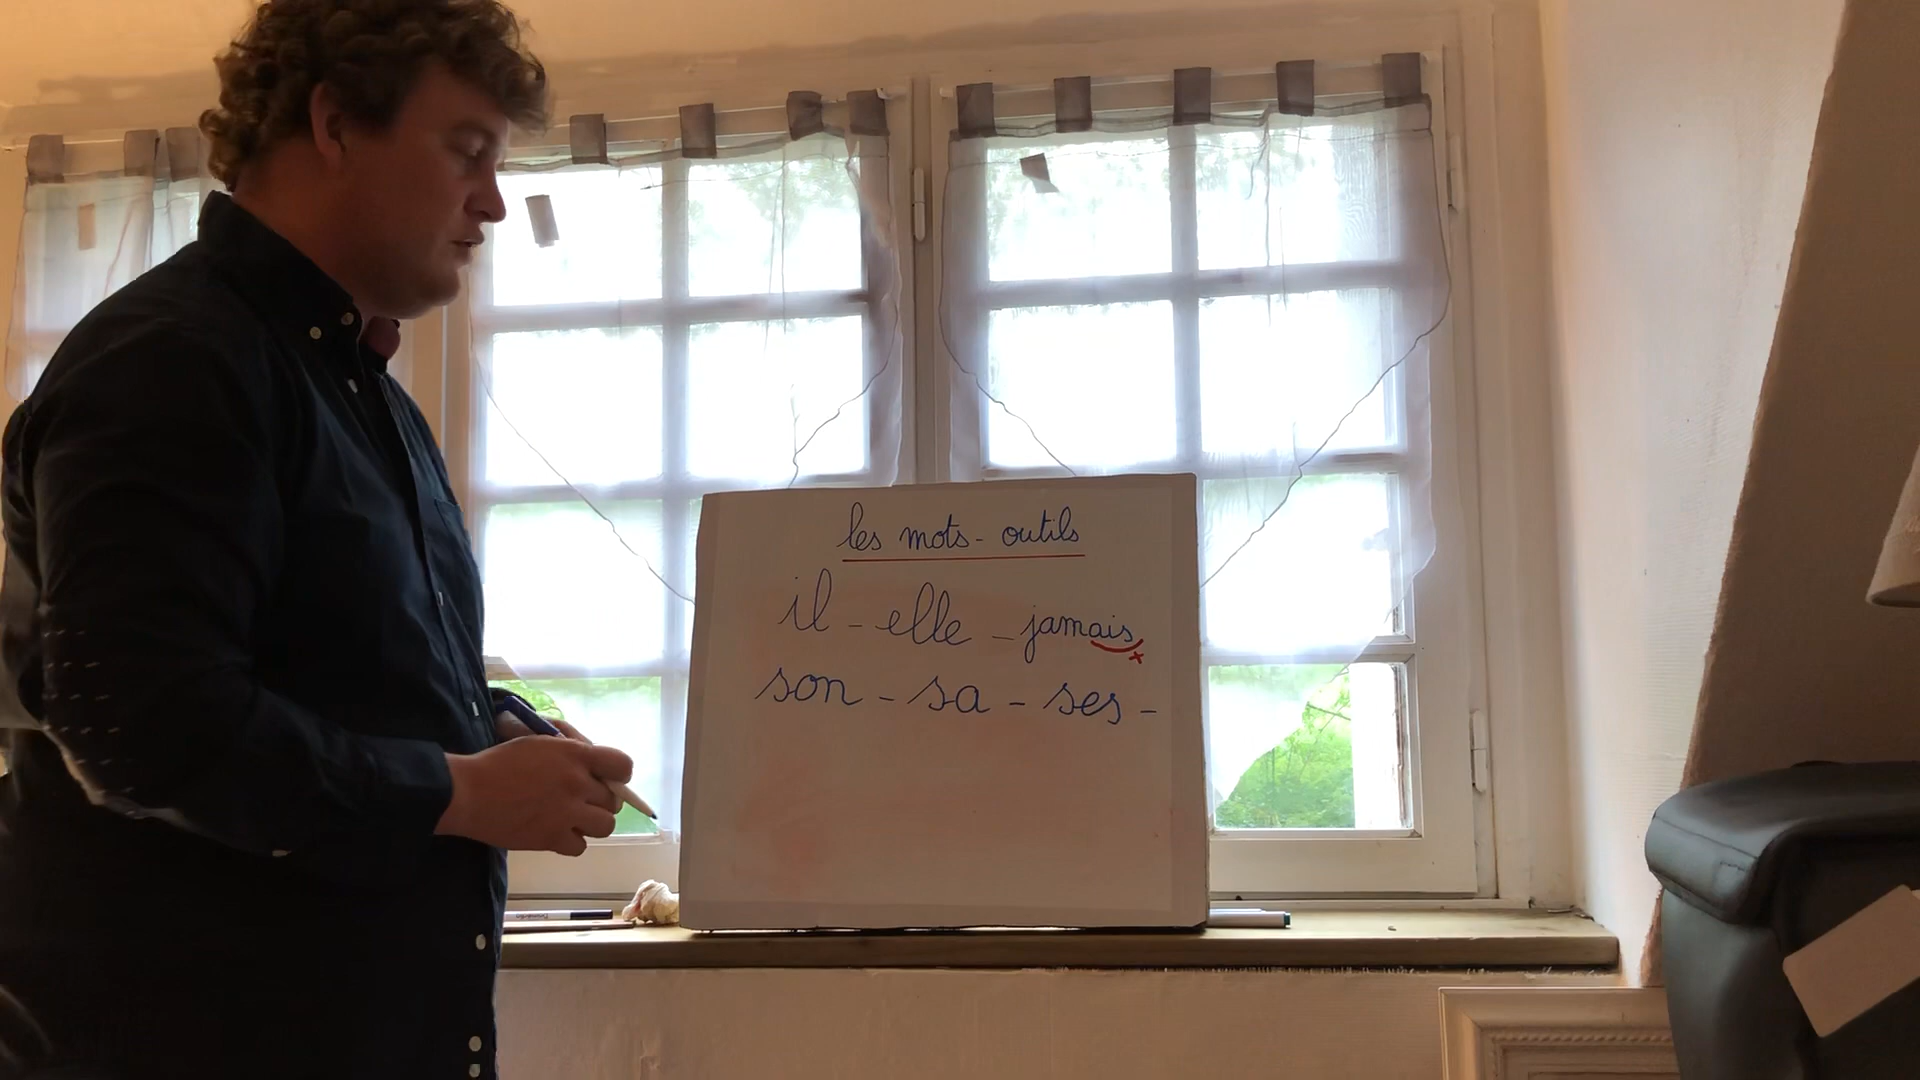 les mots-outils
il - elle - jamais
son - sa - ses -